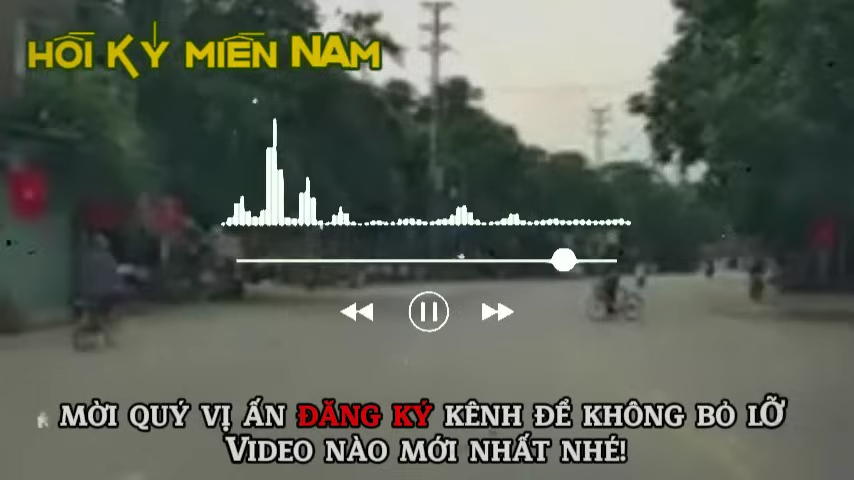 HỒI KÝ MIỀN NAM
MỜI QUÝ VỊ ẤN ĐĂNG KÝ KÊNH ĐỂ KHÔNG BỎ LỠ
VIDEO NÀO MỚI NHẤT NHÉ!